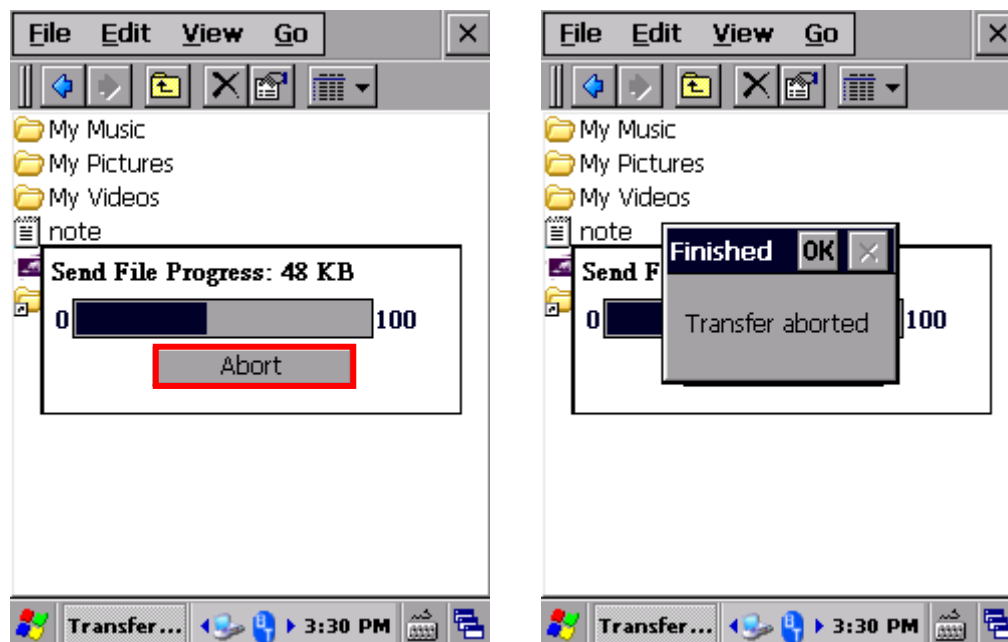 File Edit View Go
My Music
My Pictures
My Videos
note
Send File Progress: 48 KB
0 100
Abort
Transfer... 3:30 PM
File Edit View Go
My Music
My Pictures
My Videos
note
Finished OK
Send F
Transfer aborted
0 100
Transfer... 3:30 PM